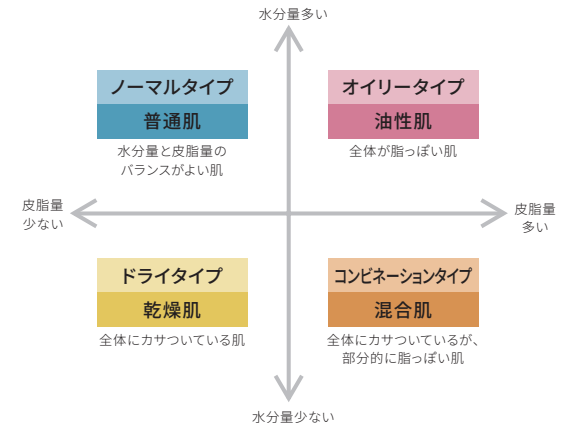 水分量多い
ノーマルタイプ
普通肌
水分量と皮脂量の
バランスがよい肌
オイリータイプ
油性肌
全体が脂っぽい肌
皮脂量
少ない
皮脂量
多い
ドライタイプ
乾燥肌
全体にカサついている肌
コンビネーションタイプ
混合肌
全体にカサついているが、
部分的に脂っぽい肌
水分量少ない